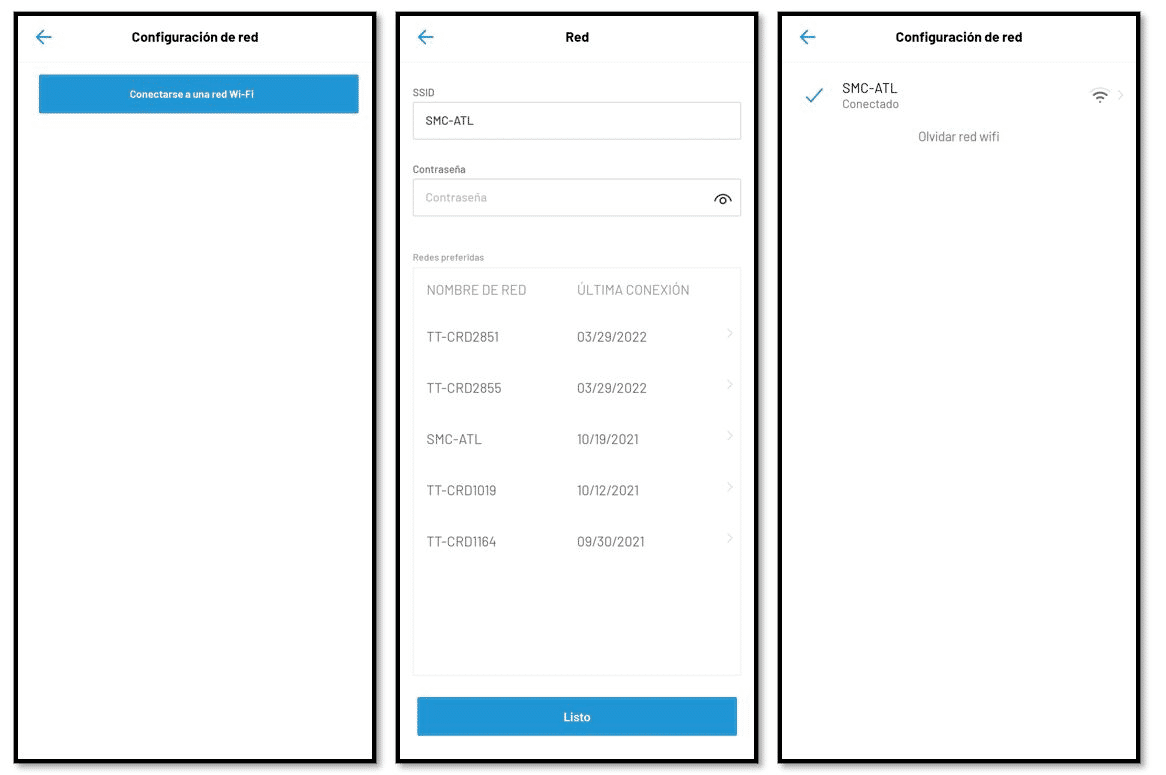 Configuración de red
Conectarse a una red Wi-Fi
Red
SSID
SMC-ATL
Contraseña
Contraseña
Redes preferidas
NOMBRE DE RED ÚLTIMA CONEXIÓN
TT-CRD2851 03/29/2022
TT-CRD2855 03/29/2022
SMC-ATL 10/19/2021
TT-CRD1019 10/12/2021
TT-CRD1164 09/30/2021
Listo
Configuración de red
SMC-ATL
Conectado
Olvidar red wifi